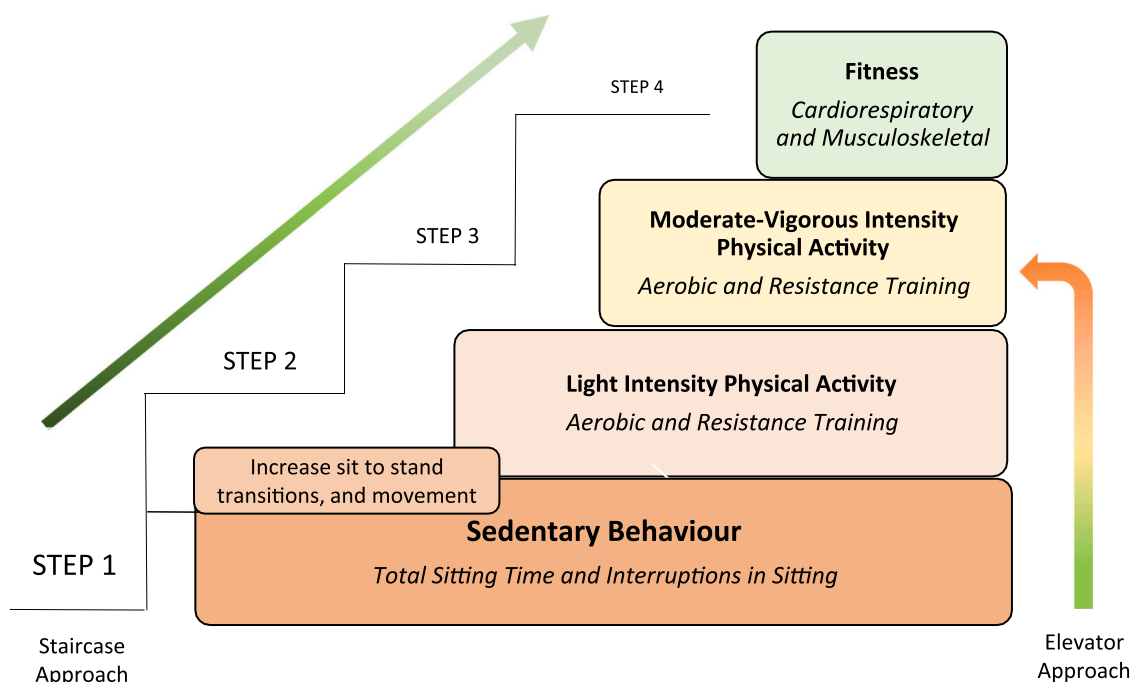 Fitness
Cardiorespiratory
and Musculoskeletal
STEP 4
Moderate-Vigorous Intensity
Physical Activity
Aerobic and Resistance Training
STEP 3
Light Intensity Physical Activity
Aerobic and Resistance Training
STEP 2
Increase sit to stand
transitions, and movement
Sedentary Behaviour
Total Sitting Time and Interruptions in Sitting
STEP 1
Staircase
Approach
Elevator
Approach